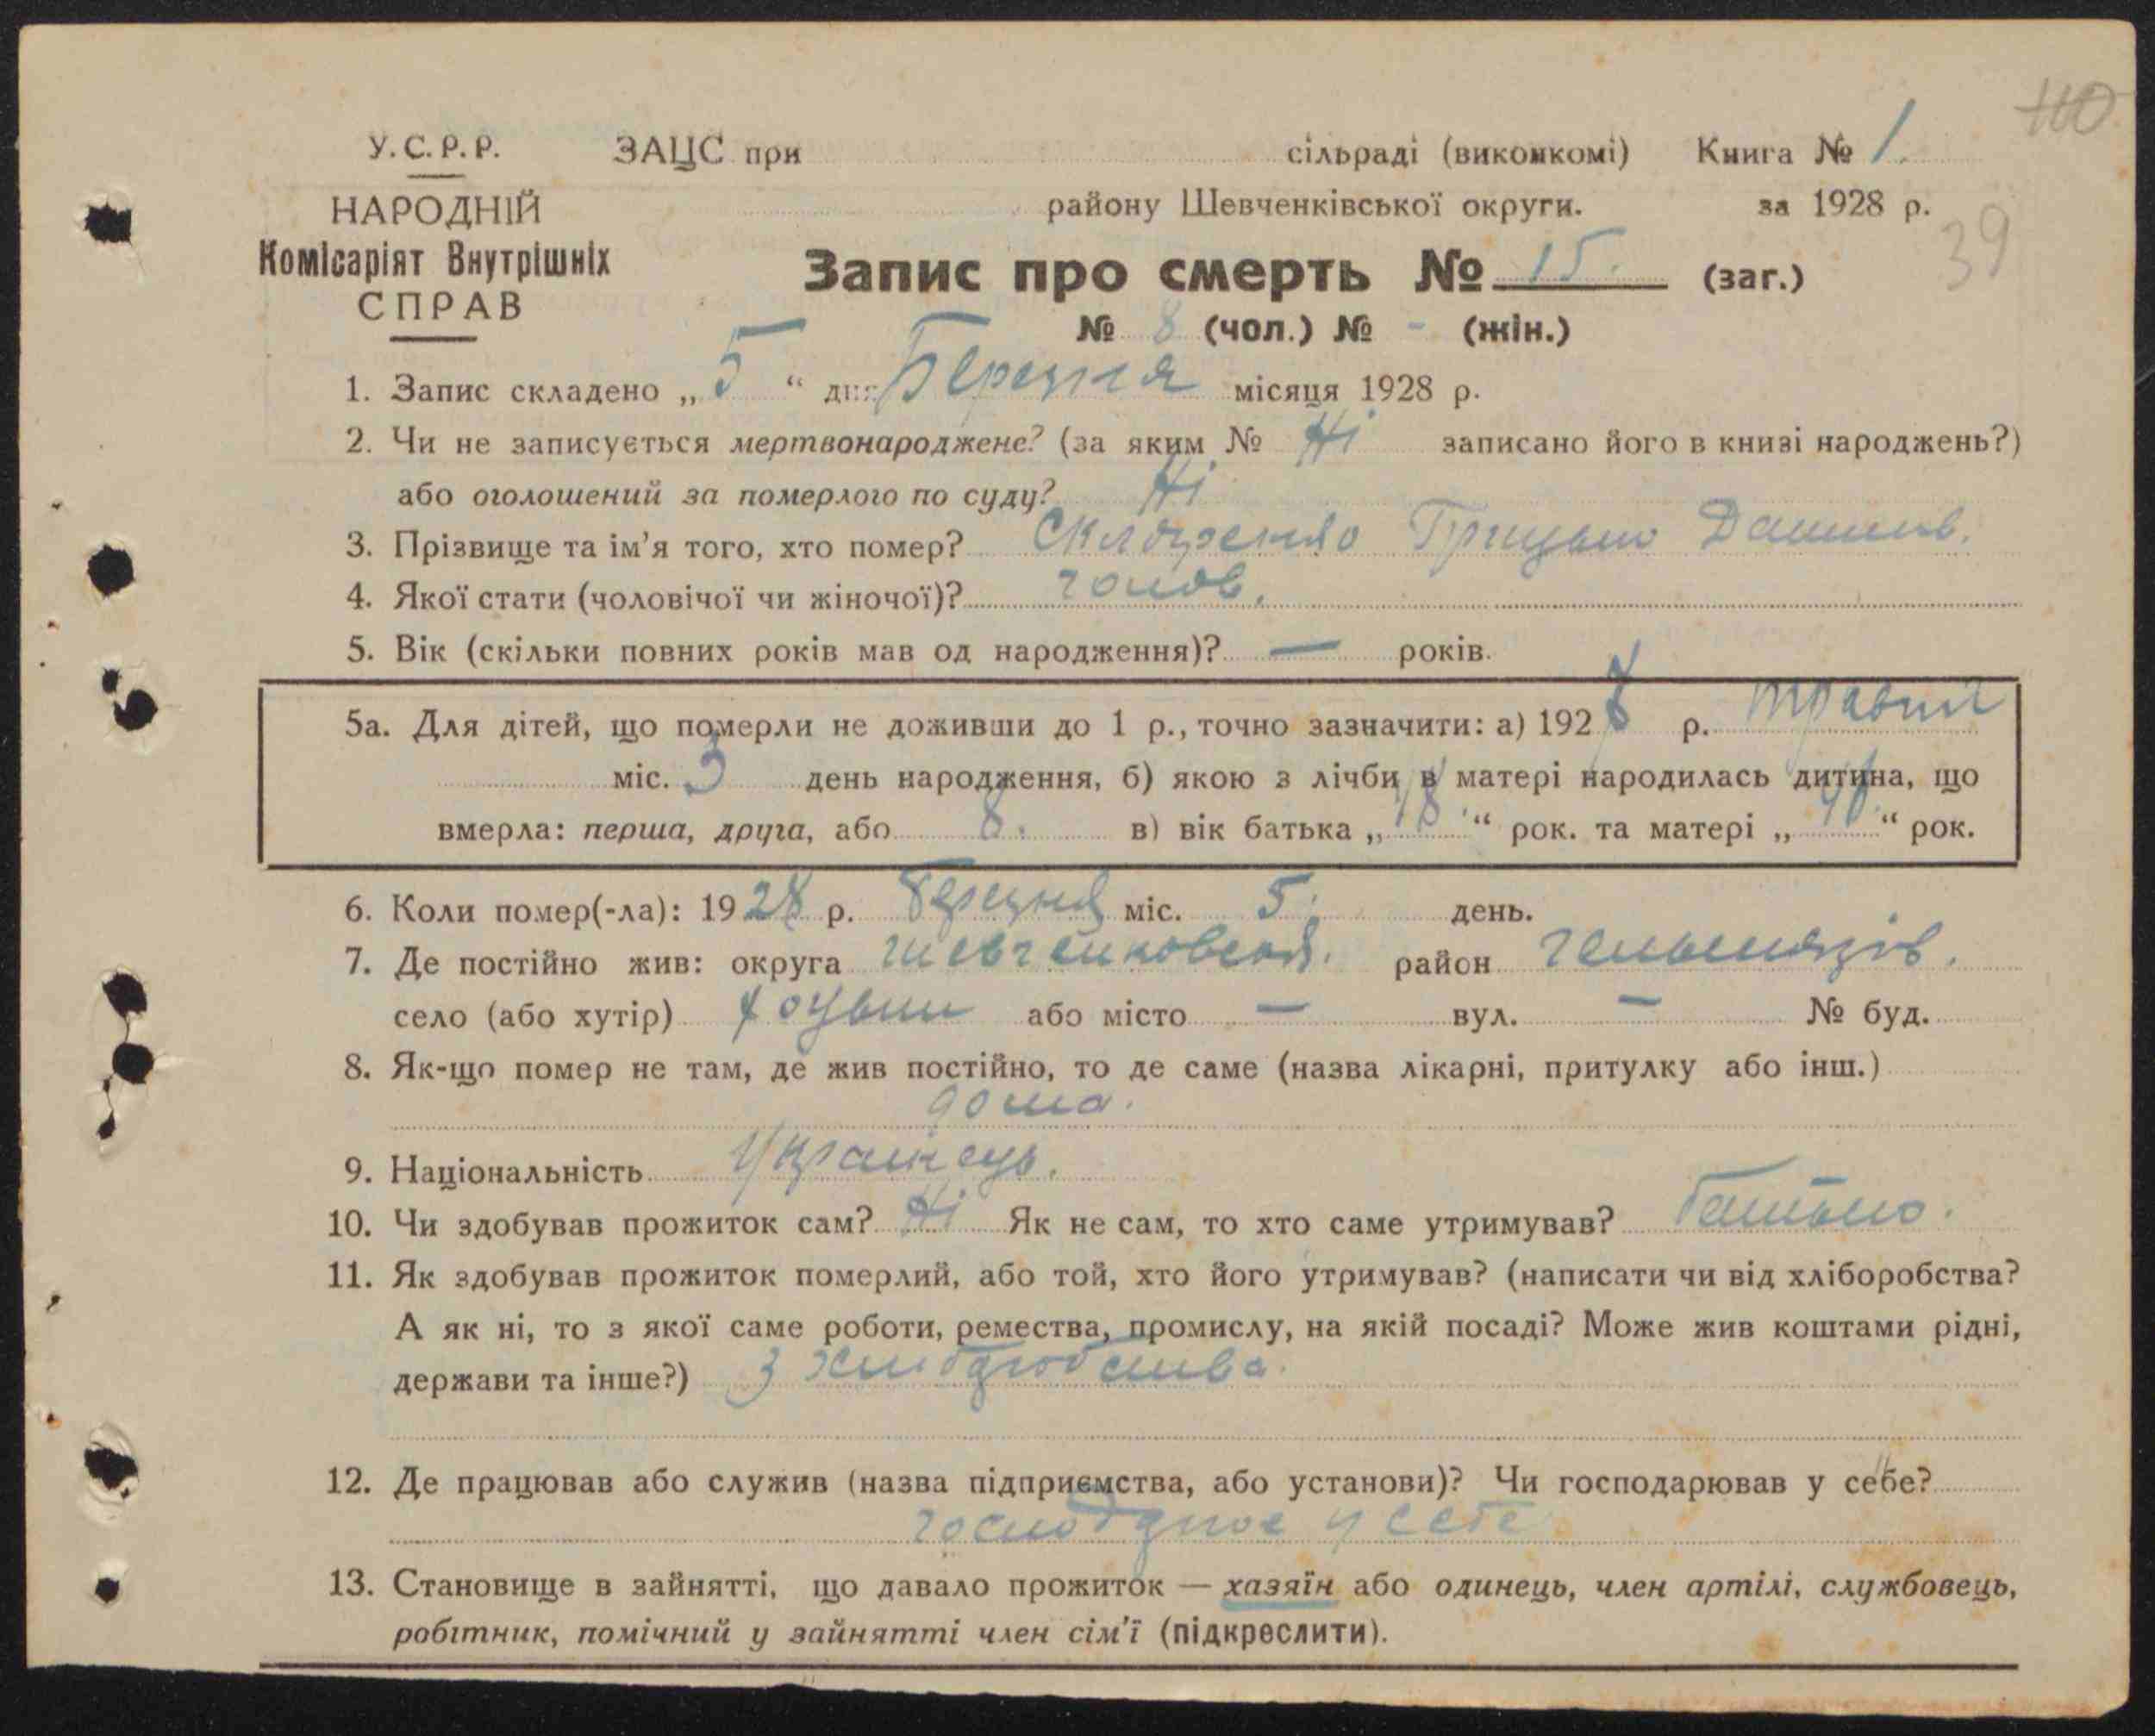 110
У.С.Р.Р. ЗАЦС при сільраді (виконкомі) Книга № 1.
НАРОДНІЙ району Шевченківської округи. за 1928 р.
39
Комісаріят Внутрішніх
СПРАВ
Запис про смерть № 15. (заг.)
№ 8 (чол.) № - (жін.)
1. Запис складено „ 5 “ дня Березня місяця 1928 р.
2. Чи не записується мертвонароджене? (за яким № Ні записано його в книзі народжень?)
або оголошений за померлого по суду? Ні
3. Прізвище та ім’я того, хто помер? Скляренко Грицько Данилов.
4. Якої стати (чоловічої чи жіночої)? чолов.
5. Вік (скільки повних років мав од народження)? — років.
5а. Для дітей, що померли не доживши до 1 р., точно зазначити: а) 1927 р. травня
міс. 3 день народження, б) якою з лічби в матері народилась дитина, що
вмерла: перша, друга, або 8. в) вік батька „ “ рок. та матері „ “ рок.
6. Коли помер(-ла): 1928 р. березня міс. 5. день.
7. Де постійно жив: округа Шевченковская. район Гельмязів.
село (або хутір) Коцьки або місто — вул. — № буд.
8. Як-що помер не там, де жив постійно, то де саме (назва лікарні, притулку або інш.)
дома.
9. Національність Українець.
10. Чи здобував прожиток сам? Ні Як не сам, то хто саме утримував? батько.
11. Як здобував прожиток померлий, або той, хто його утримував? (написати чи від хліборобства?
А як ні, то з якої саме роботи, ремества, промислу, на якій посаді? Може жив коштами рідні,
держави та інше?) З хліборобства.
12. Де працював або служив (назва підприємства, або установи)? Чи господарював у себе?
у себе
13. Становище в зайнятті, що давало прожиток — хазяїн або одинець, член артілі, службовець,
робітник, помічний у зайнятті член сім’ї (підкреслити).